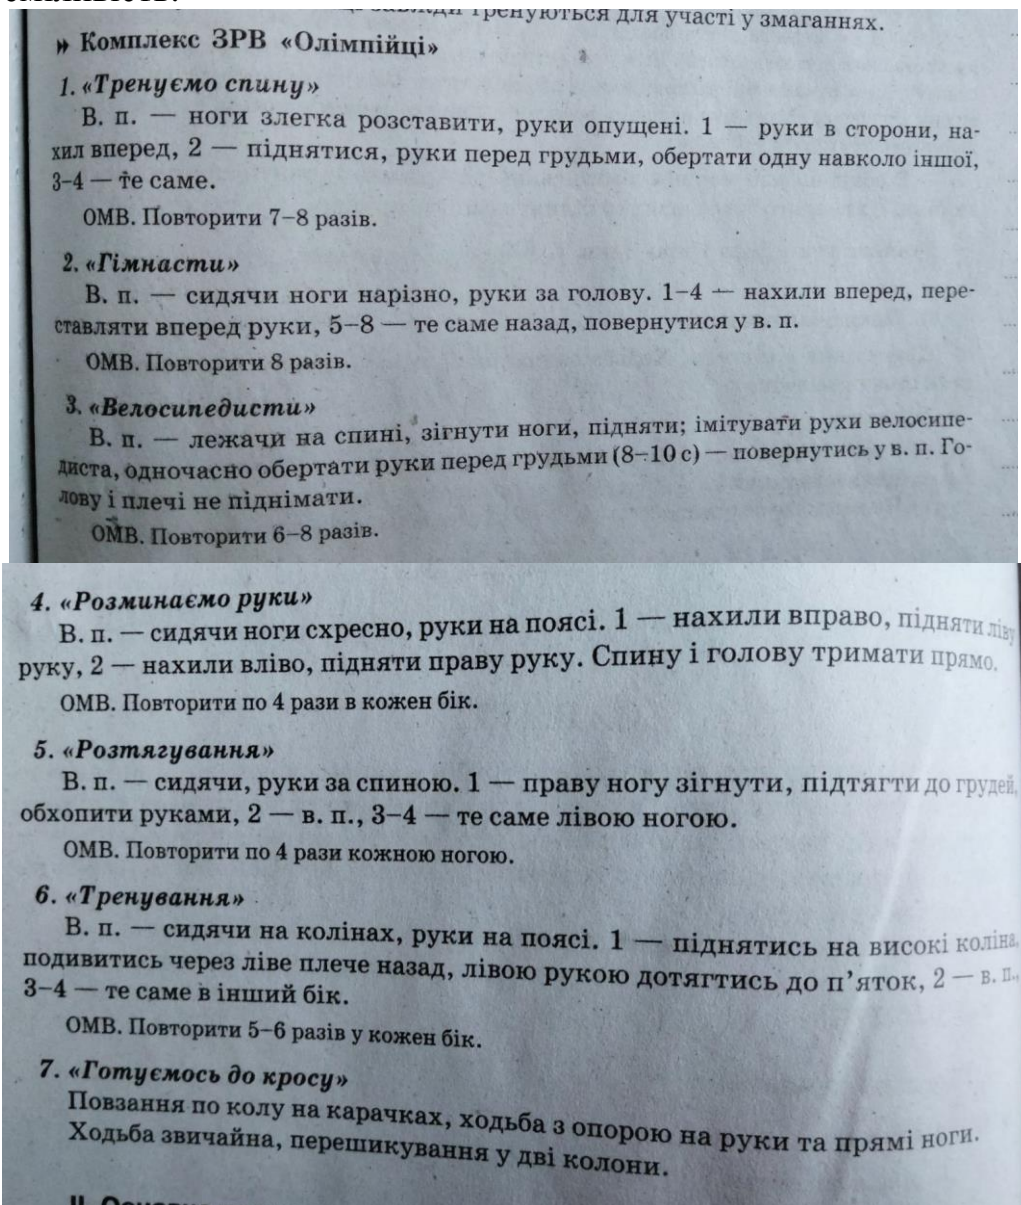 завжди тренуються для участі у змаганнях.
» Комплекс ЗРВ «Олімпійці»
1. «Тренуємо спину»
В. п. — ноги злегка розставити, руки опущені. 1 — руки в сторони, на-
хил вперед, 2 — піднятися, руки перед грудьми, обертати одну навколо іншої,
3–4 — те саме.
ОМВ. Повторити 7–8 разів.
2. «Гімнасти»
В. п. — сидячи ноги нарізно, руки за голову. 1–4 — нахили вперед, пере-
ставляти вперед руки, 5–8 — те саме назад, повернутися у в. п.
ОМВ. Повторити 8 разів.
3. «Велосипедисти»
В. п. — лежачи на спині, зігнути ноги, підняти; імітувати рухи велосипе-
диста, одночасно обертати руки перед грудьми (8–10 с) — повернутись у в. п. Го-
лову і плечі не піднімати.
ОМВ. Повторити 6–8 разів.
4. «Розминаємо руки»
В. п. — сидячи ноги схресно, руки на поясі. 1 — нахили вправо, підняти ліву
руку, 2 — нахили вліво, підняти праву руку. Спину і голову тримати прямо.
ОМВ. Повторити по 4 рази в кожен бік.
5. «Розтягування»
В. п. — сидячи, руки за спиною. 1 — праву ногу зігнути, підтягти до грудей,
обхопити руками, 2 — в. п., 3–4 — те саме лівою ногою.
ОМВ. Повторити по 4 рази кожною ногою.
6. «Тренування»
В. п. — сидячи на колінах, руки на поясі. 1 — піднятись на високі коліна,
подивитись через ліве плече назад, лівою рукою дотягтись до п’яток, 2 — в. п.,
3–4 — те саме в інший бік.
ОМВ. Повторити 5–6 разів у кожен бік.
7. «Готуємось до кросу»
Повзання по колу на карачках, ходьба з опорою на руки та прямі ноги.
Ходьба звичайна, перешикування у дві колони.